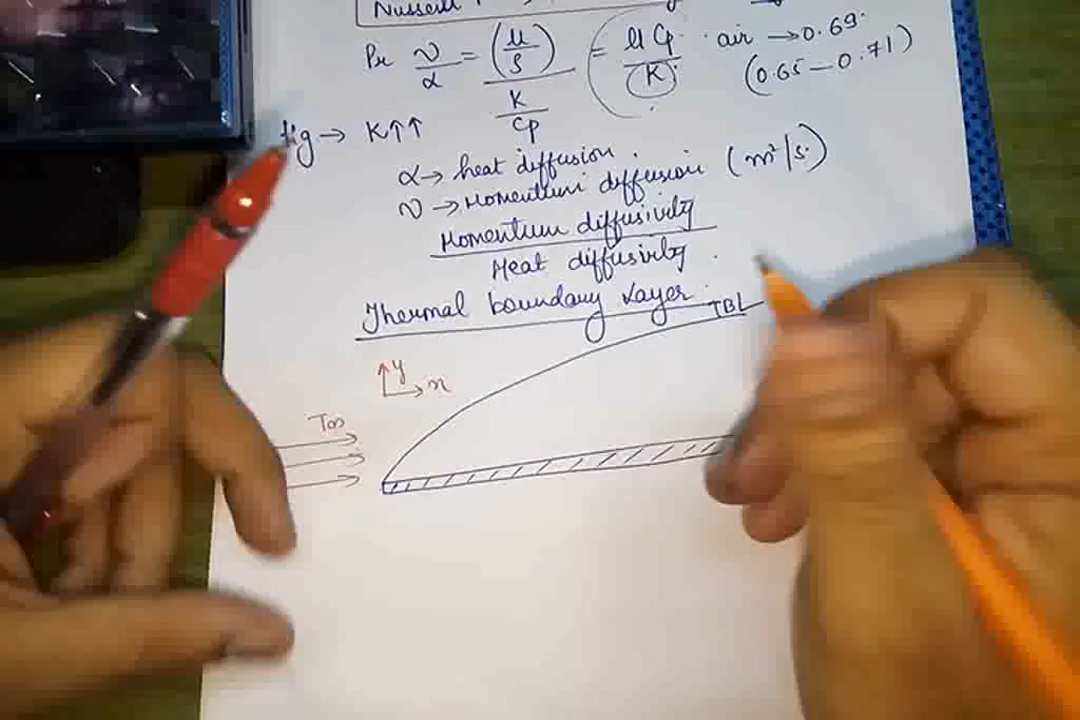 Nusselt
Pr ν/α = (μ/ρ)/(K/Cp) = (μCp/K) · air → 0.69
(0.65 – 0.71)
Hg → K↑↑
α → heat diffusion.
ν → Momentum diffusion (m²/s.)
Momentum diffusivity
Heat diffusivity.
Thermal boundary Layer.
TBL
y
x
T∞